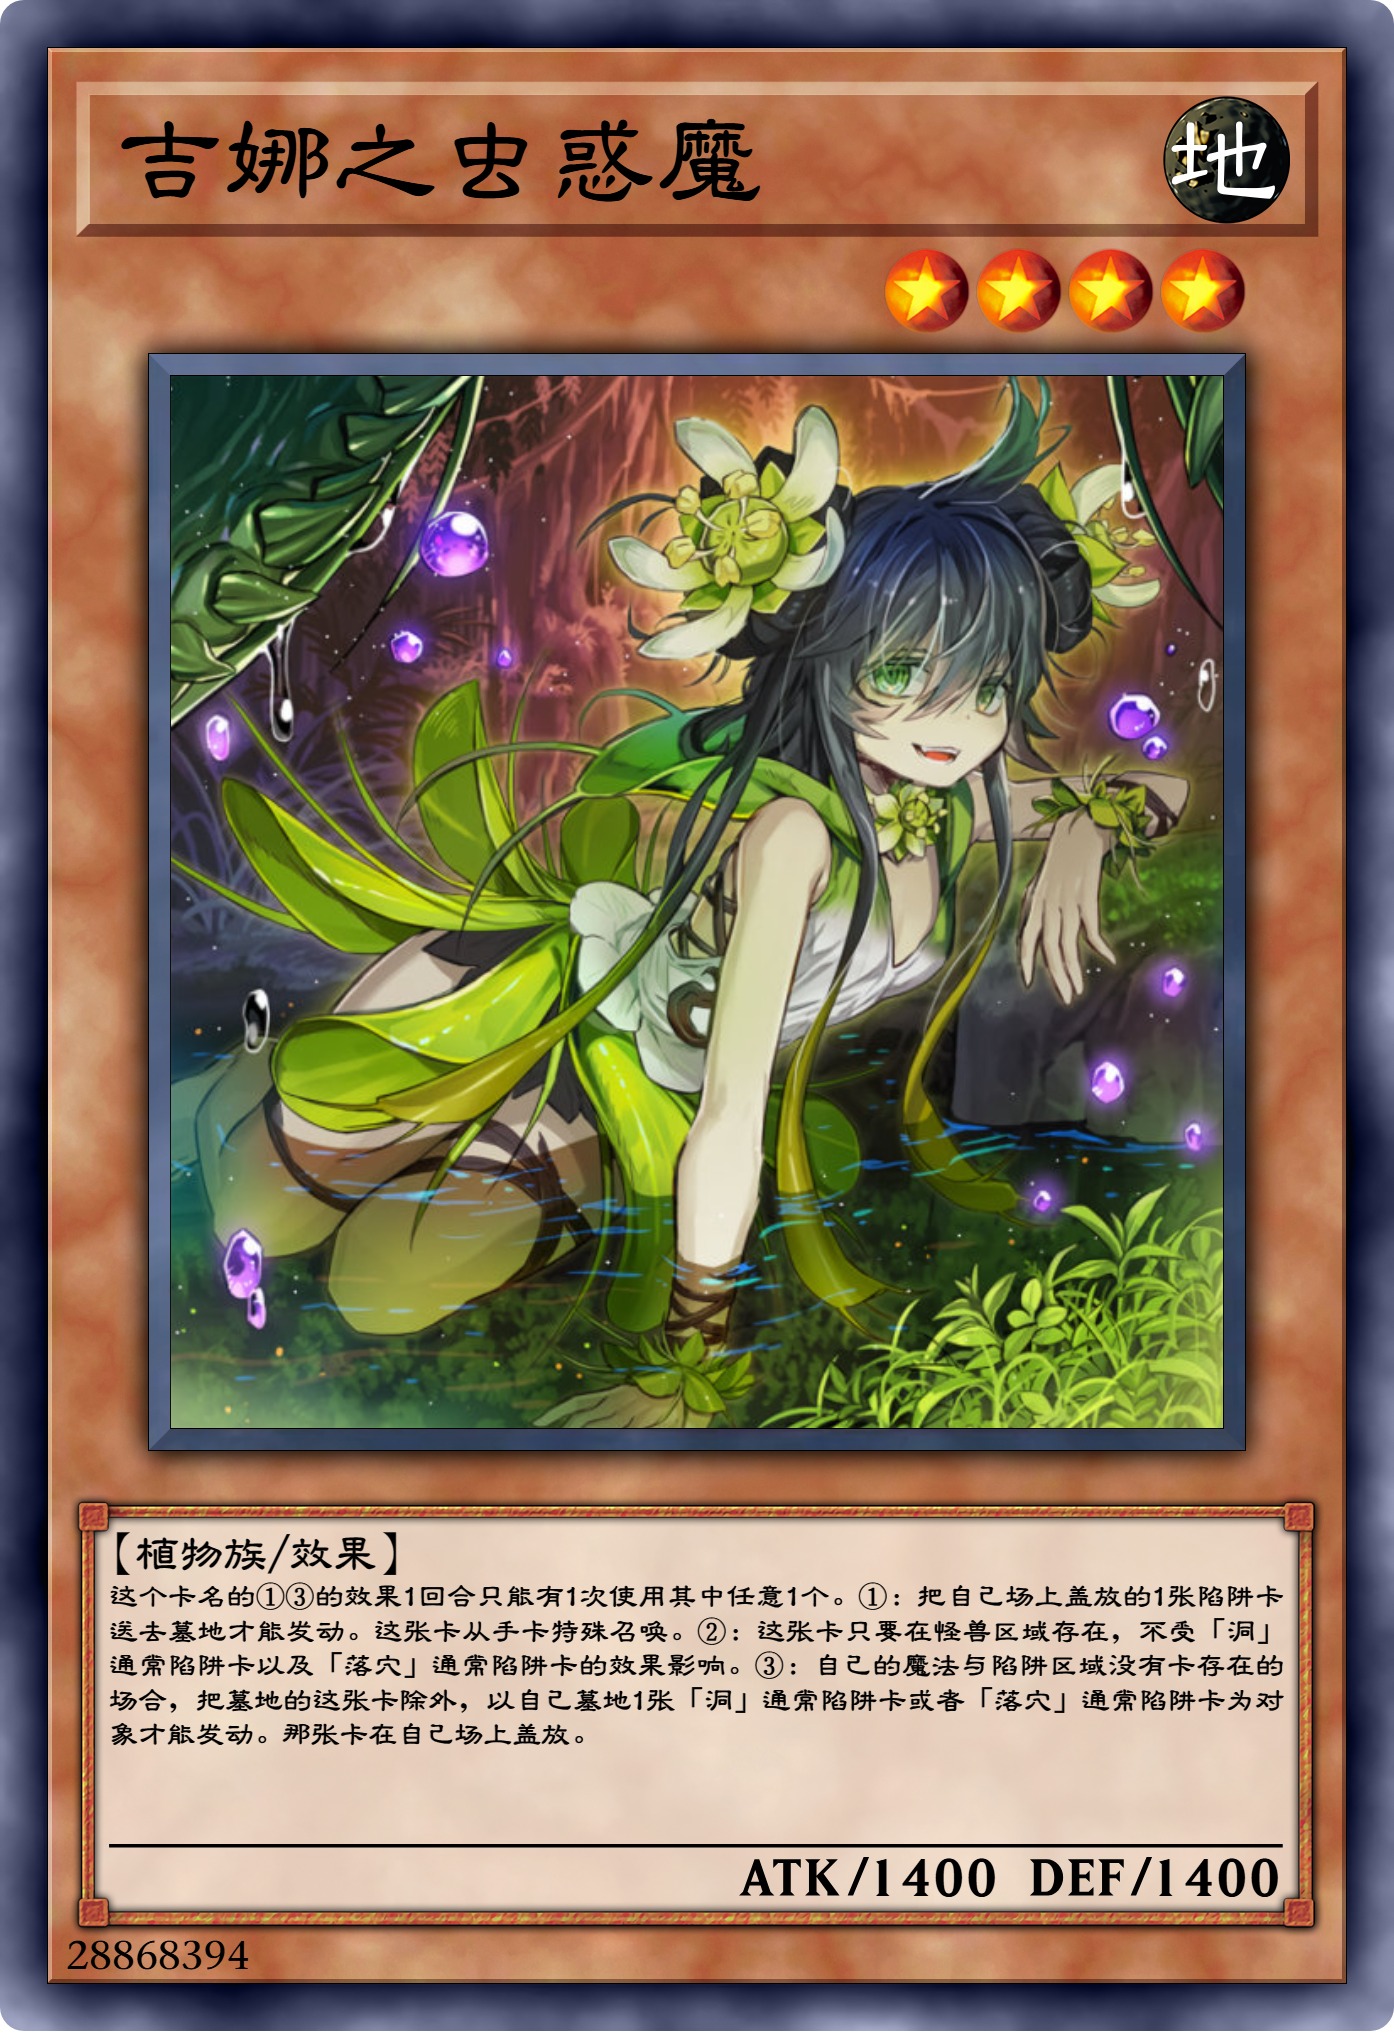 吉娜之虫惑魔
地
【植物族/效果】
这个卡名的①③的效果1回合只能有1次使用其中任意1个。①：把自己场上盖放的1张陷阱卡
送去墓地才能发动。这张卡从手卡特殊召唤。②：这张卡只要在怪兽区域存在，不受「洞」
通常陷阱卡以及「落穴」通常陷阱卡的效果影响。③：自己的魔法与陷阱区域没有卡存在的
场合，把墓地的这张卡除外，以自己墓地1张「洞」通常陷阱卡或者「落穴」通常陷阱卡为对
象才能发动。那张卡在自己场上盖放。
ATK/1400 DEF/1400
28868394